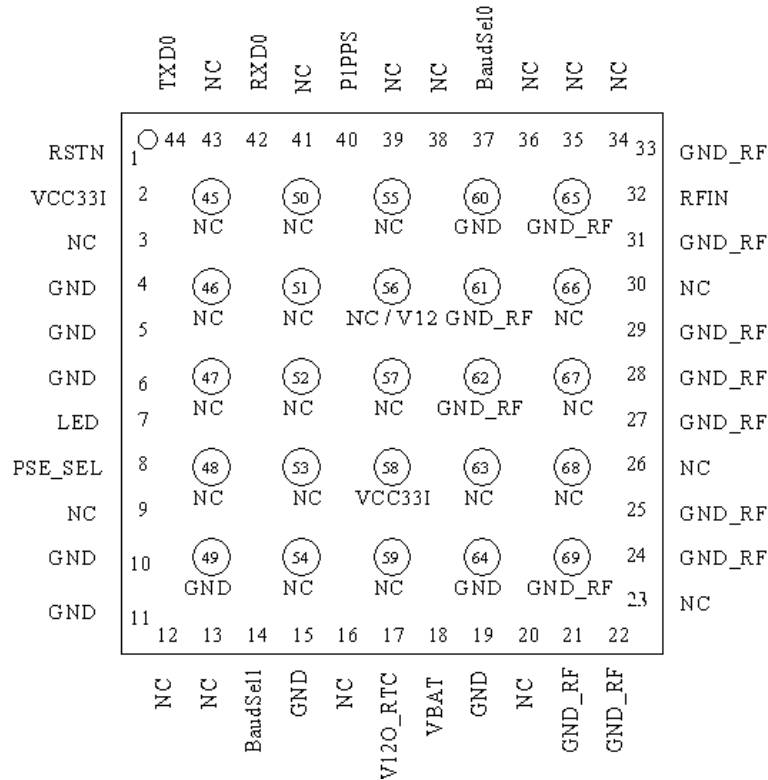 TXD0 NC RXD0 NC P1PPS NC NC BaudSel0 NC NC NC
44 43 42 41 40 39 38 37 36 35 34
RSTN 1 33 GND_RF
VCC33I 2 45 50 55 60 65 32 RFIN
NC NC NC GND GND_RF
NC 3 31 GND_RF
GND 4 46 51 56 61 66 30 NC
NC NC NC / V12 GND_RF NC
GND 5 29 GND_RF
GND 6 47 52 57 62 67 28 GND_RF
NC NC NC GND_RF NC
LED 7 27 GND_RF
PSE_SEL 8 48 53 58 63 68 26 NC
NC NC VCC33I NC NC
NC 9 25 GND_RF
GND 10 49 54 59 64 69 24 GND_RF
GND NC NC GND GND_RF
GND 11 23 NC
12 13 14 15 16 17 18 19 20 21 22
NC NC BaudSel1 GND NC V12O_RTC VBAT GND NC GND_RF GND_RF